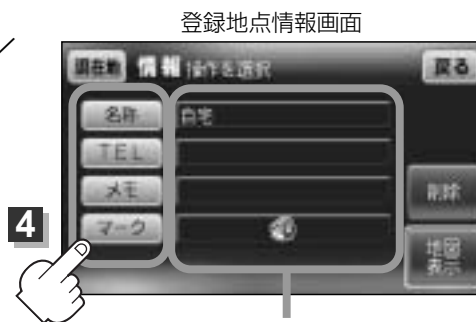 登録地点情報画面
現在地 情報 操作を選択 戻る
名称 自宅
TEL
メモ 削除
マーク
地図
表示
4